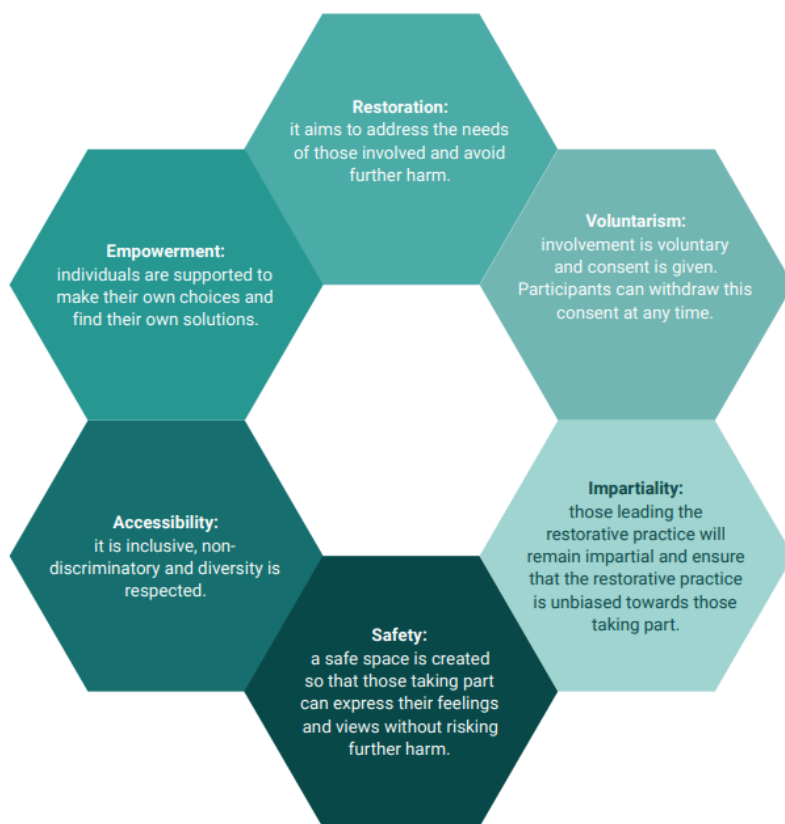 Restoration:
it aims to address the needs
of those involved and avoid
further harm.
Voluntarism:
involvement is voluntary
and consent is given.
Participants can withdraw this
consent at any time.
Impartiality:
those leading the
restorative practice will
remain impartial and ensure
that the restorative practice
is unbiased towards those
taking part.
Safety:
a safe space is created
so that those taking part
can express their feelings
and views without risking
further harm.
Accessibility:
it is inclusive, non-
discriminatory and diversity is
respected.
Empowerment:
individuals are supported to
make their own choices and
find their own solutions.